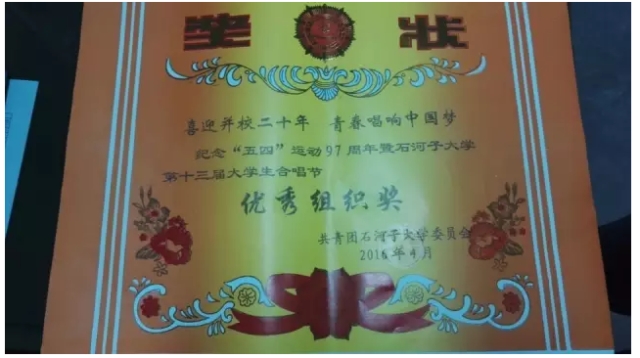 奖状
喜迎并校二十年 青春唱响中国梦
纪念“五四”运动97周年暨石河子大学
第十三届大学生合唱节
优秀组织奖
共青团石河子大学委员会
2016年4月